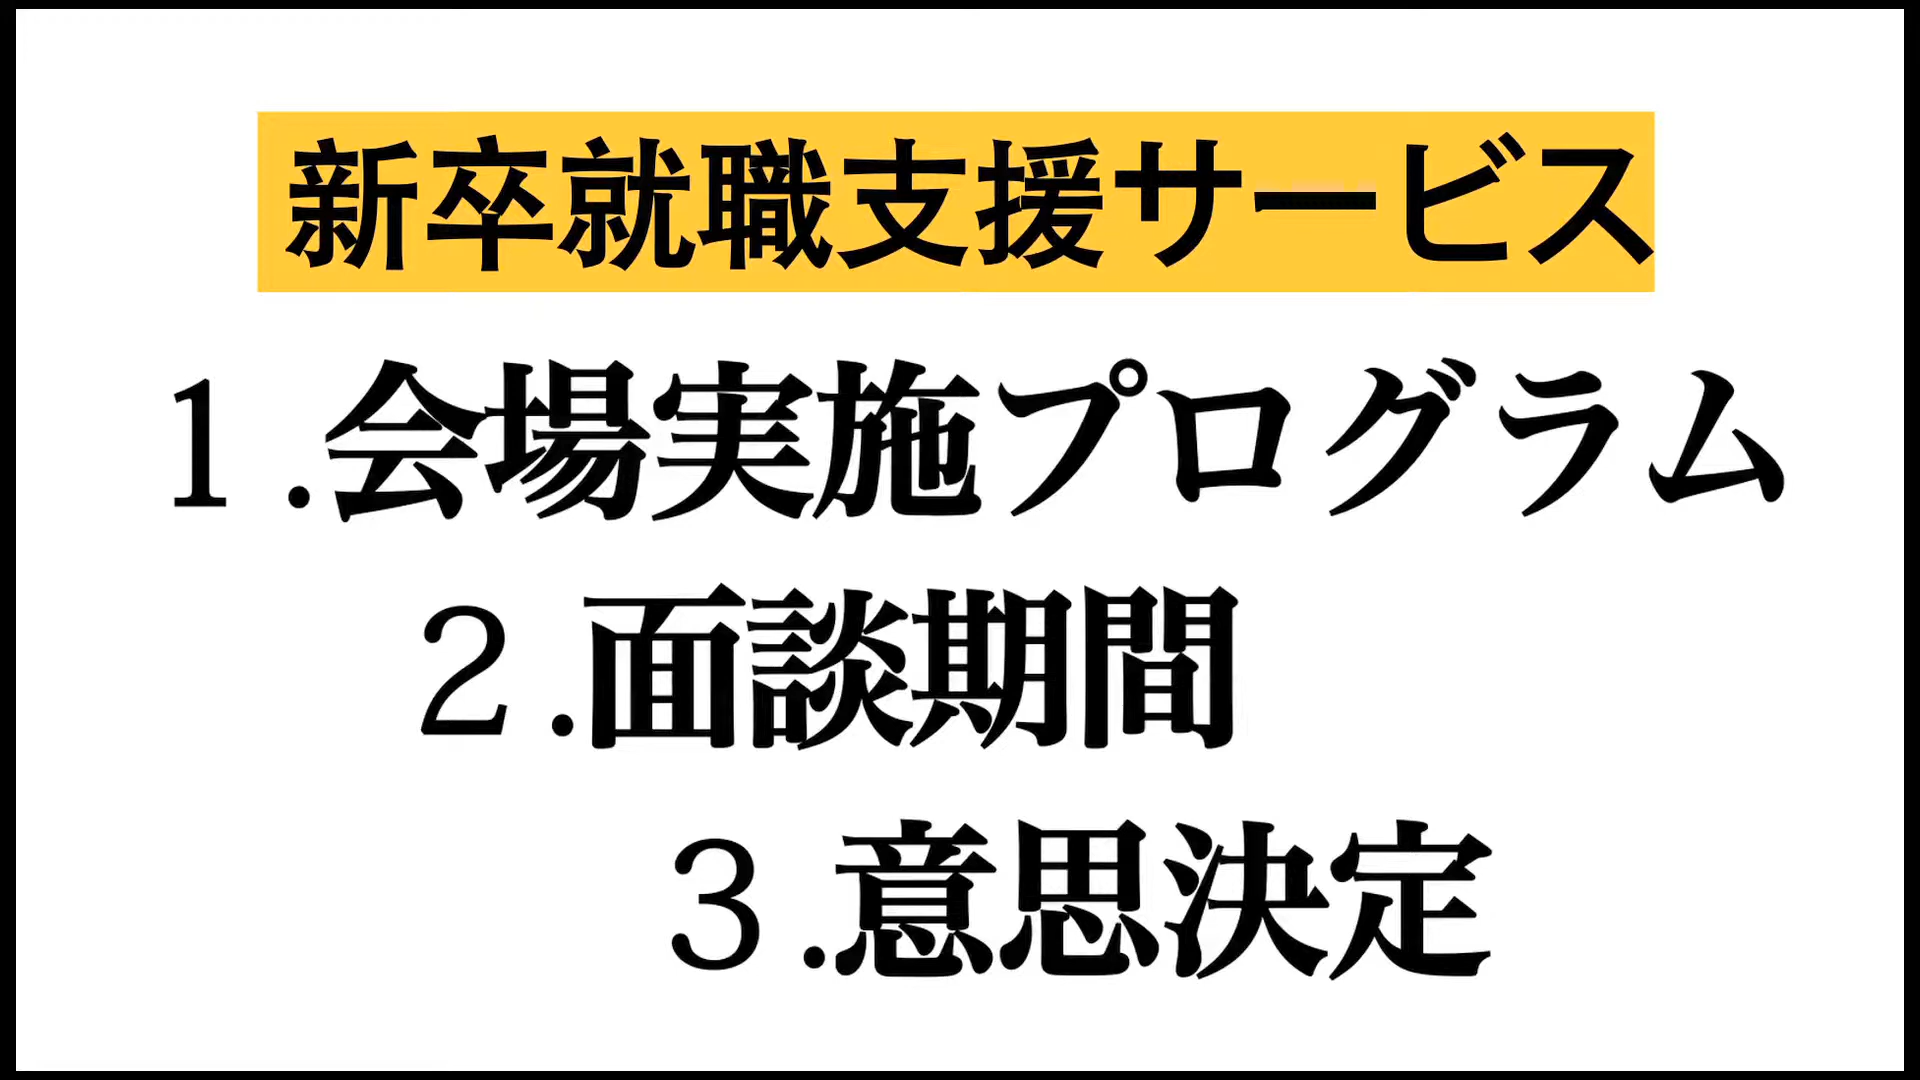 新卒就職支援サービス
１.会場実施プログラム
２.面談期間
３.意思決定